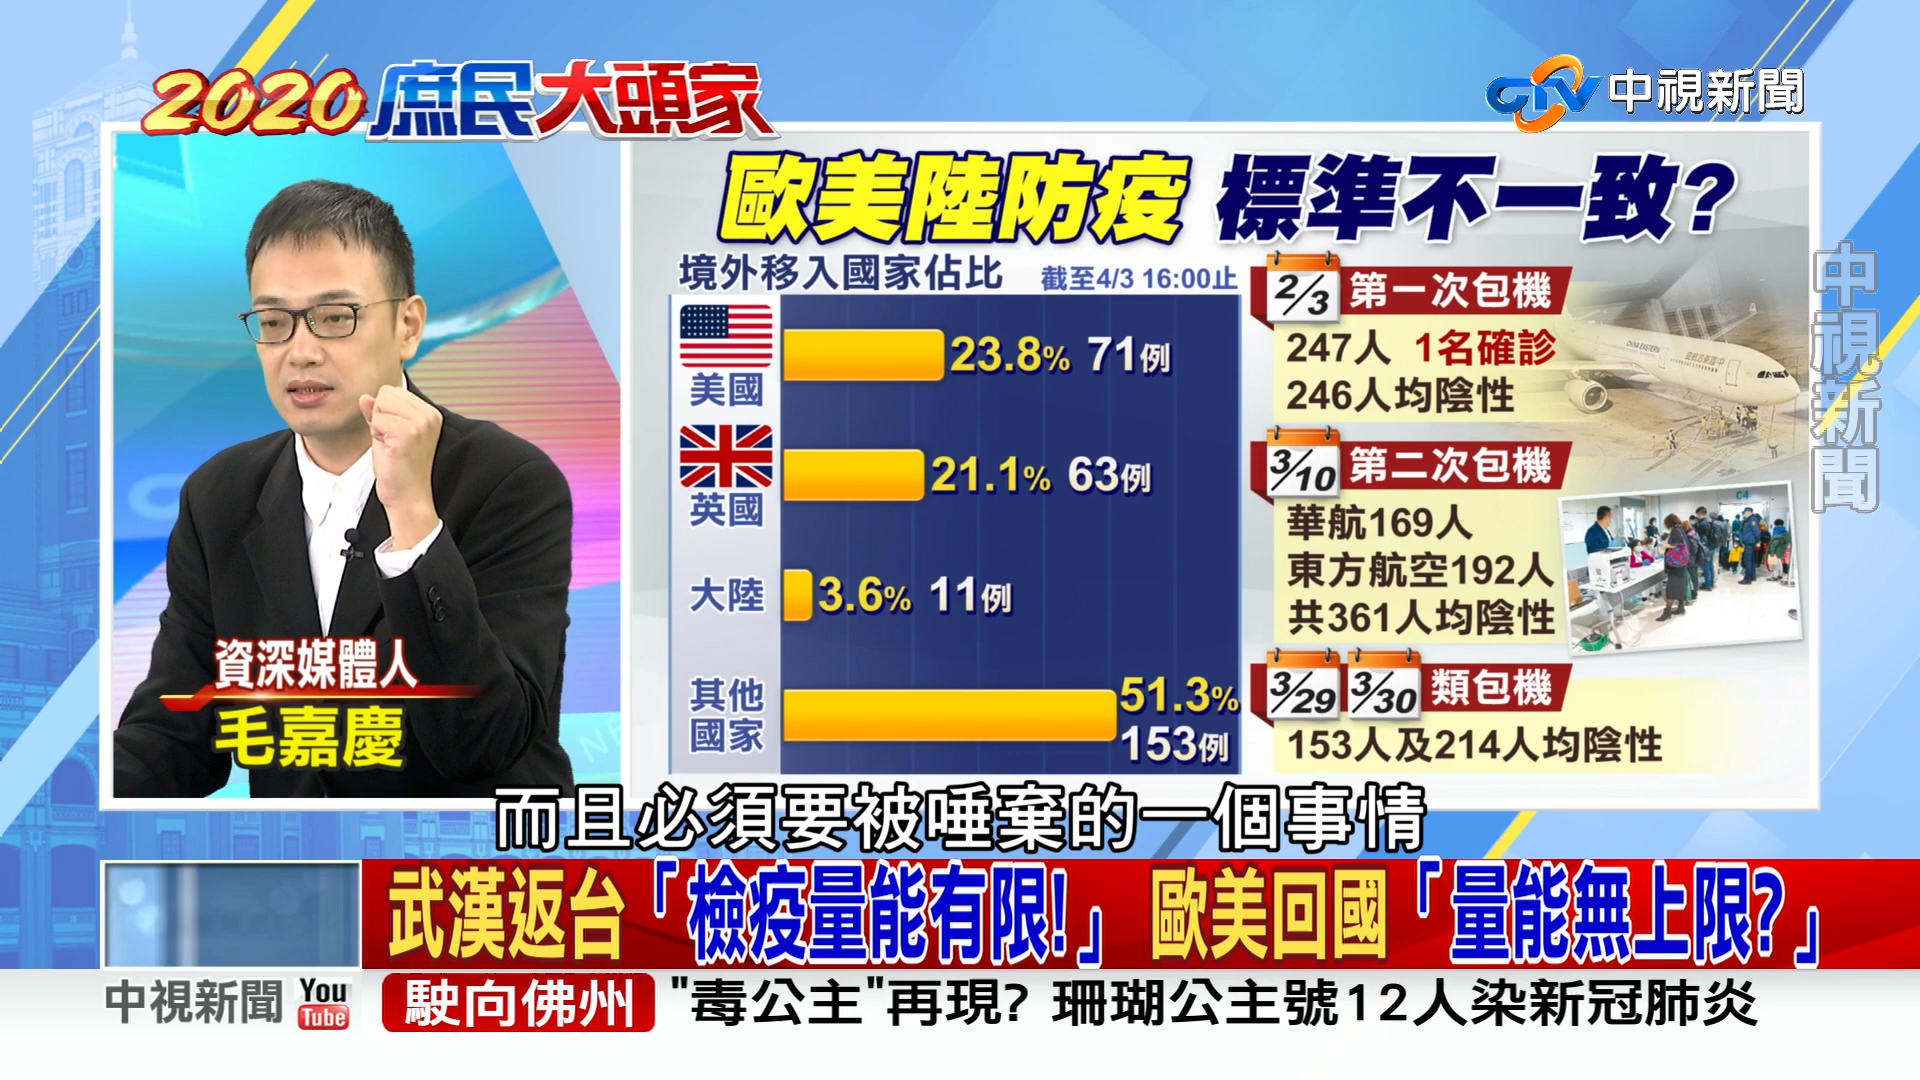 2020庶民大頭家
CTV中視新聞
歐美陸防疫 標準不一致?
境外移入國家佔比 截至4/3 16:00止
美國 23.8% 71例
英國 21.1% 63例
大陸 3.6% 11例
其他
國家
51.3%
153例
2/3 第一次包機
247人 1名確診
246人均陰性
CHINA EASTERN
3/10 第二次包機
華航169人
東方航空192人
共361人均陰性
C4
3/29 3/30 類包機
153人及214人均陰性
中視新聞
資深媒體人
毛嘉慶
而且必須要被唾棄的一個事情
武漢返台「檢疫量能有限!」 歐美回國「量能無上限?」
中視新聞 YouTube 駛向佛州 "毒公主"再現? 珊瑚公主號12人染新冠肺炎